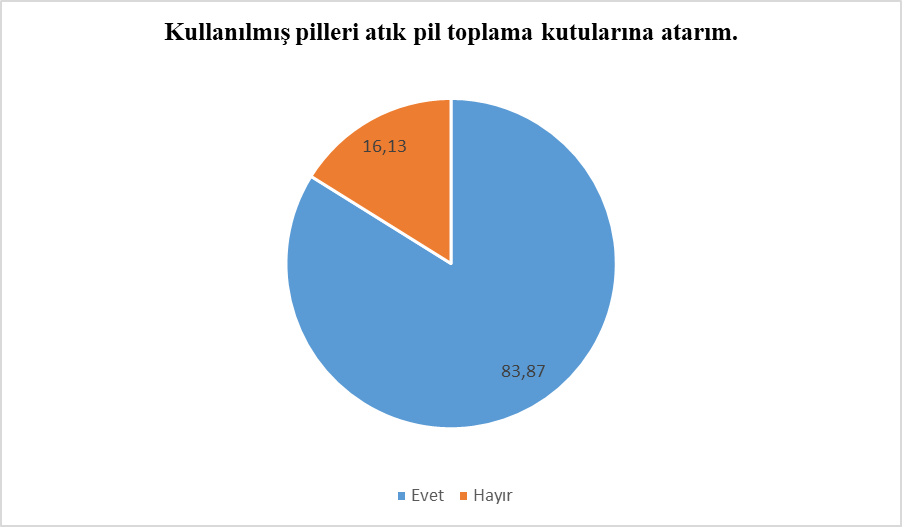 Kullanılmış pilleri atık pil toplama kutularına atarım.
16,13
83,87
Evet Hayır